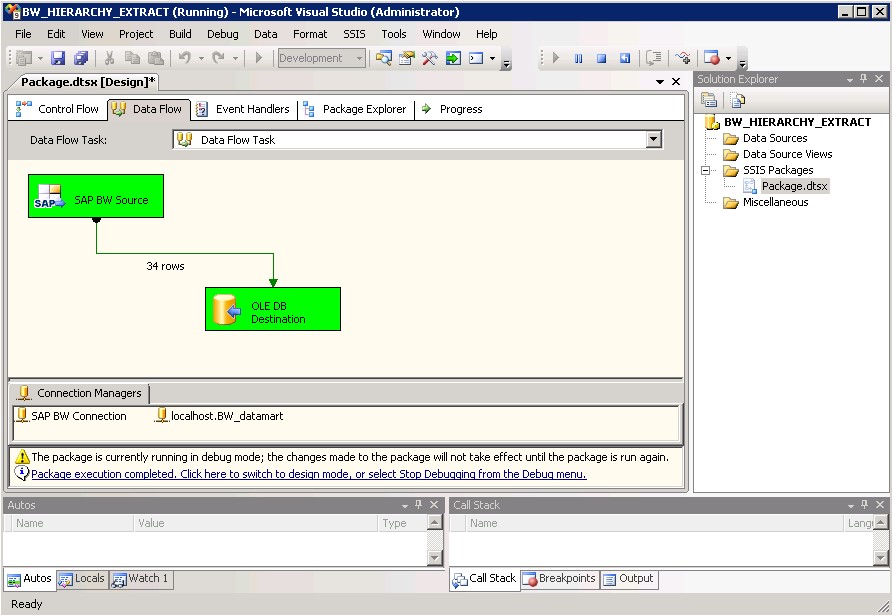 BW_HIERARCHY_EXTRACT (Running) - Microsoft Visual Studio (Administrator)
File Edit View Project Build Debug Data Format SSIS Tools Window Help
Development
Package.dtsx [Design]*
Control Flow Data Flow Event Handlers Package Explorer Progress
Data Flow Task: Data Flow Task
SAP SAP BW Source
34 rows
OLE DB
Destination
Connection Managers
SAP BW Connection localhost.BW_datamart
The package is currently running in debug mode; the changes made to the package will not take effect until the package is run again.
Package execution completed. Click here to switch to design mode, or select Stop Debugging from the Debug menu.
Solution Explorer
BW_HIERARCHY_EXTRACT
Data Sources
Data Source Views
SSIS Packages
Package.dtsx
Miscellaneous
Autos
Name Value Type
Autos Locals Watch 1
Call Stack
Name Langu
Call Stack Breakpoints Output
Ready